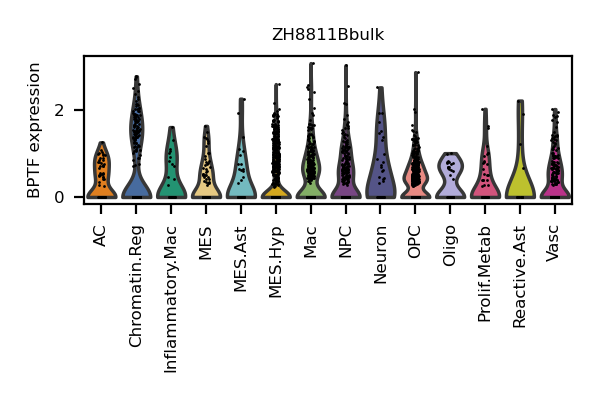 ZH8811Bbulk
BPTF expression
2
0
AC
Chromatin.Reg
Inflammatory.Mac
MES
MES.Ast
MES.Hyp
Mac
NPC
Neuron
OPC
Oligo
Prolif.Metab
Reactive.Ast
Vasc